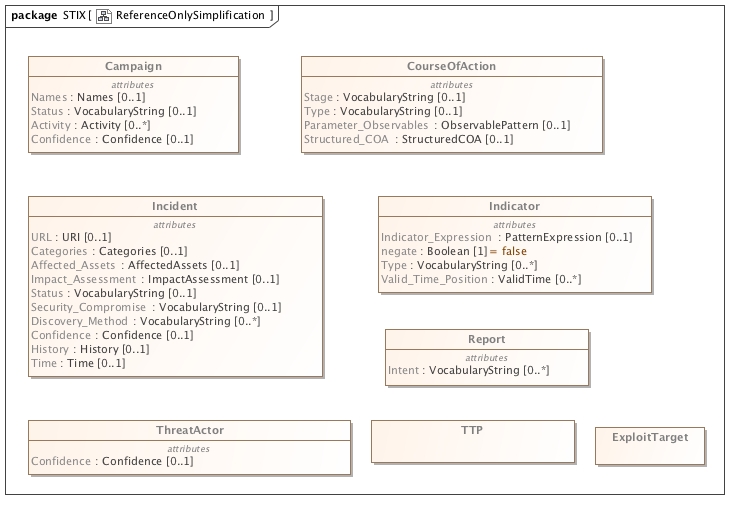 package STIX [ ReferenceOnlySimplification ]
Campaign
attributes
Names : Names [0..1]
Status : VocabularyString [0..1]
Activity : Activity [0..*]
Confidence : Confidence [0..1]
CourseOfAction
attributes
Stage : VocabularyString [0..1]
Type : VocabularyString [0..1]
Parameter_Observables : ObservablePattern [0..1]
Structured_COA : StructuredCOA [0..1]
Incident
attributes
URL : URI [0..1]
Categories : Categories [0..1]
Affected_Assets : AffectedAssets [0..1]
Impact_Assessment : ImpactAssessment [0..1]
Status : VocabularyString [0..1]
Security_Compromise : VocabularyString [0..1]
Discovery_Method : VocabularyString [0..*]
Confidence : Confidence [0..1]
History : History [0..1]
Time : Time [0..1]
Indicator
attributes
Indicator_Expression : PatternExpression [0..1]
negate : Boolean [1] = false
Type : VocabularyString [0..*]
Valid_Time_Position : ValidTime [0..*]
Report
attributes
Intent : VocabularyString [0..*]
ThreatActor
attributes
Confidence : Confidence [0..1]
TTP
ExploitTarget